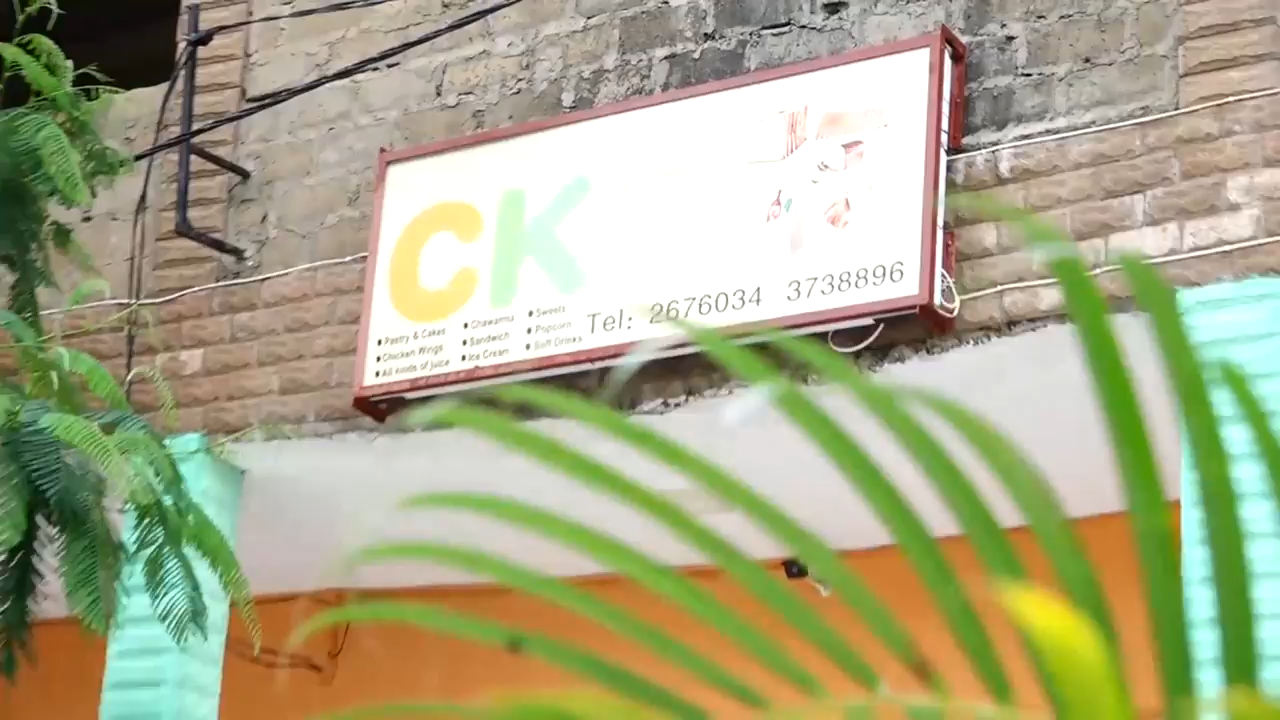 CK
Pastry & Cakes
Chicken Wings
All kinds of juice
Chawarma
Sandwich
Ice Cream
Sweets
Popcorn
Soft Drinks
Tel: 2676034 3738896